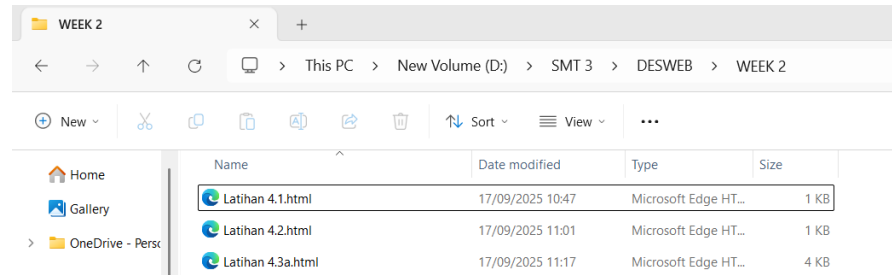 WEEK 2
This PC > New Volume (D:) > SMT 3 > DESWEB > WEEK 2
New Sort View ...
Home
Gallery
OneDrive - Perso
Name Date modified Type Size
Latihan 4.1.html 17/09/2025 10:47 Microsoft Edge HT... 1 KB
Latihan 4.2.html 17/09/2025 11:01 Microsoft Edge HT... 1 KB
Latihan 4.3a.html 17/09/2025 11:17 Microsoft Edge HT... 4 KB